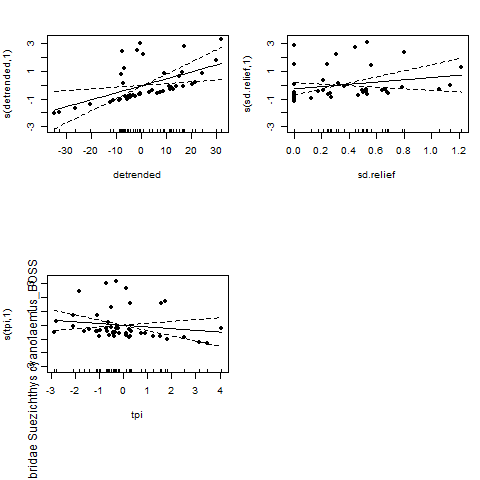 s(detrended,1)
3
1
-1
-3
-30 -20 -10 0 10 20 30
detrended
s(sd.relief,1)
3
1
-1
-3
0.0 0.2 0.4 0.6 0.8 1.0 1.2
sd.relief
bridae Suezichthys cyanolaemus_BOSS
s(tpi,1)
-3 -2 -1 0 1 2 3 4
tpi